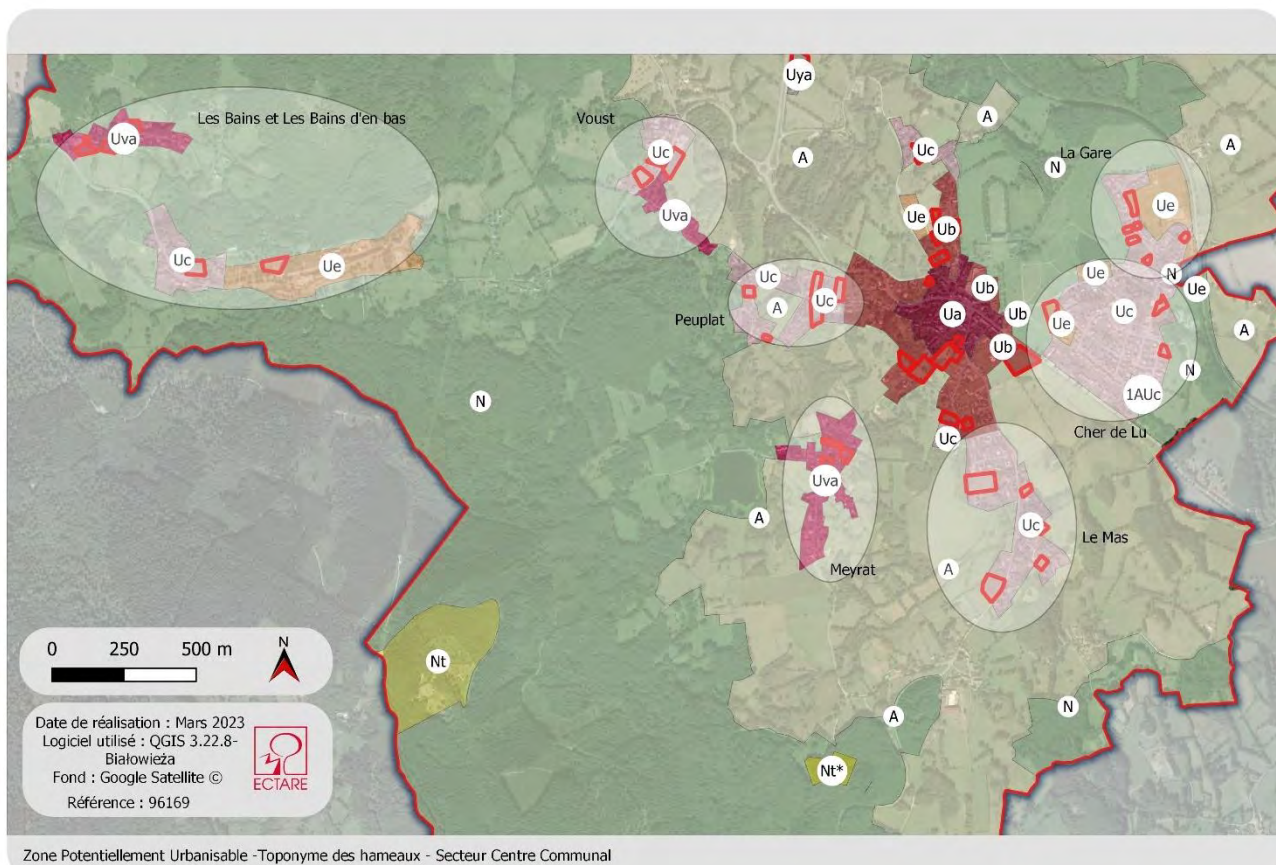 Uya
Les Bains et Les Bains d'en bas
Voust
A
Uva
Uc
A
Uc
La Gare
N
A
Uva
Ue
Ub
Ue
Uc
Ue
Uc
Uc
A
Peuplat
Ua
Ub
Ub
Ub
Ue
Ue
Uc
N
Ue
A
N
N
1AUc
Cher de Lu
Uc
Uva
A
Meyrat
Uc
Le Mas
A
0 250 500 m
N
Nt
Date de réalisation : Mars 2023
Logiciel utilisé : QGIS 3.22.8-
Białowieża
Fond : Google Satellite ©
Référence : 96169
ECTARE
A
N
Nt*
Zone Potentiellement Urbanisable -Toponyme des hameaux - Secteur Centre Communal